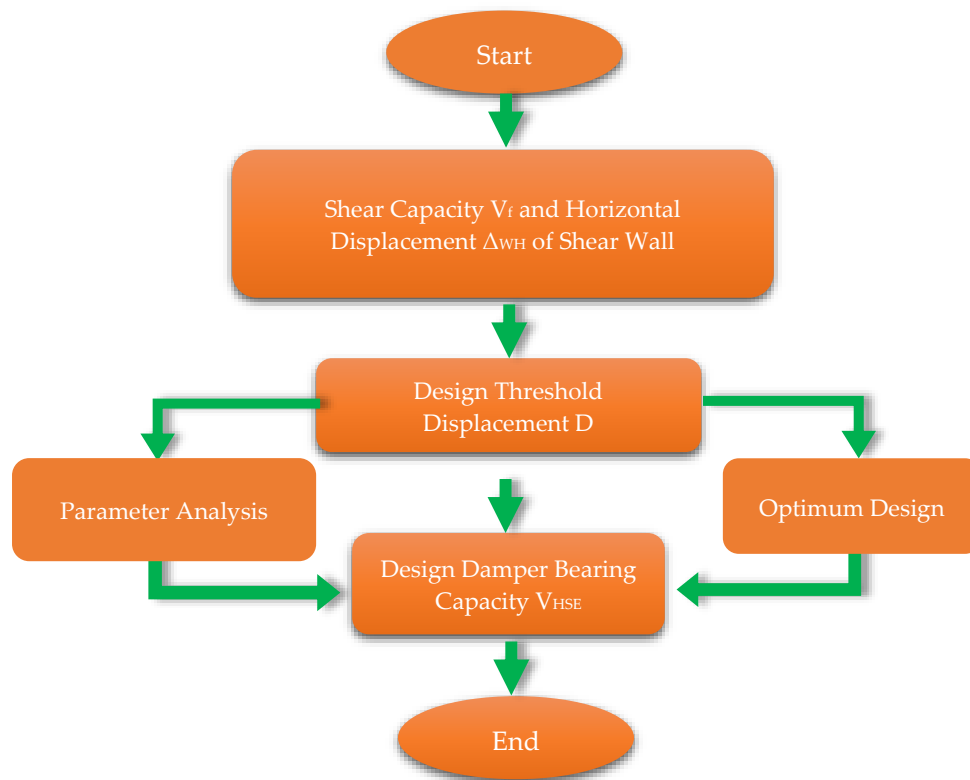 Start
Shear Capacity Vf and Horizontal
Displacement ΔWH of Shear Wall
Design Threshold
Displacement D
Parameter Analysis
Optimum Design
Design Damper Bearing
Capacity VHSE
End